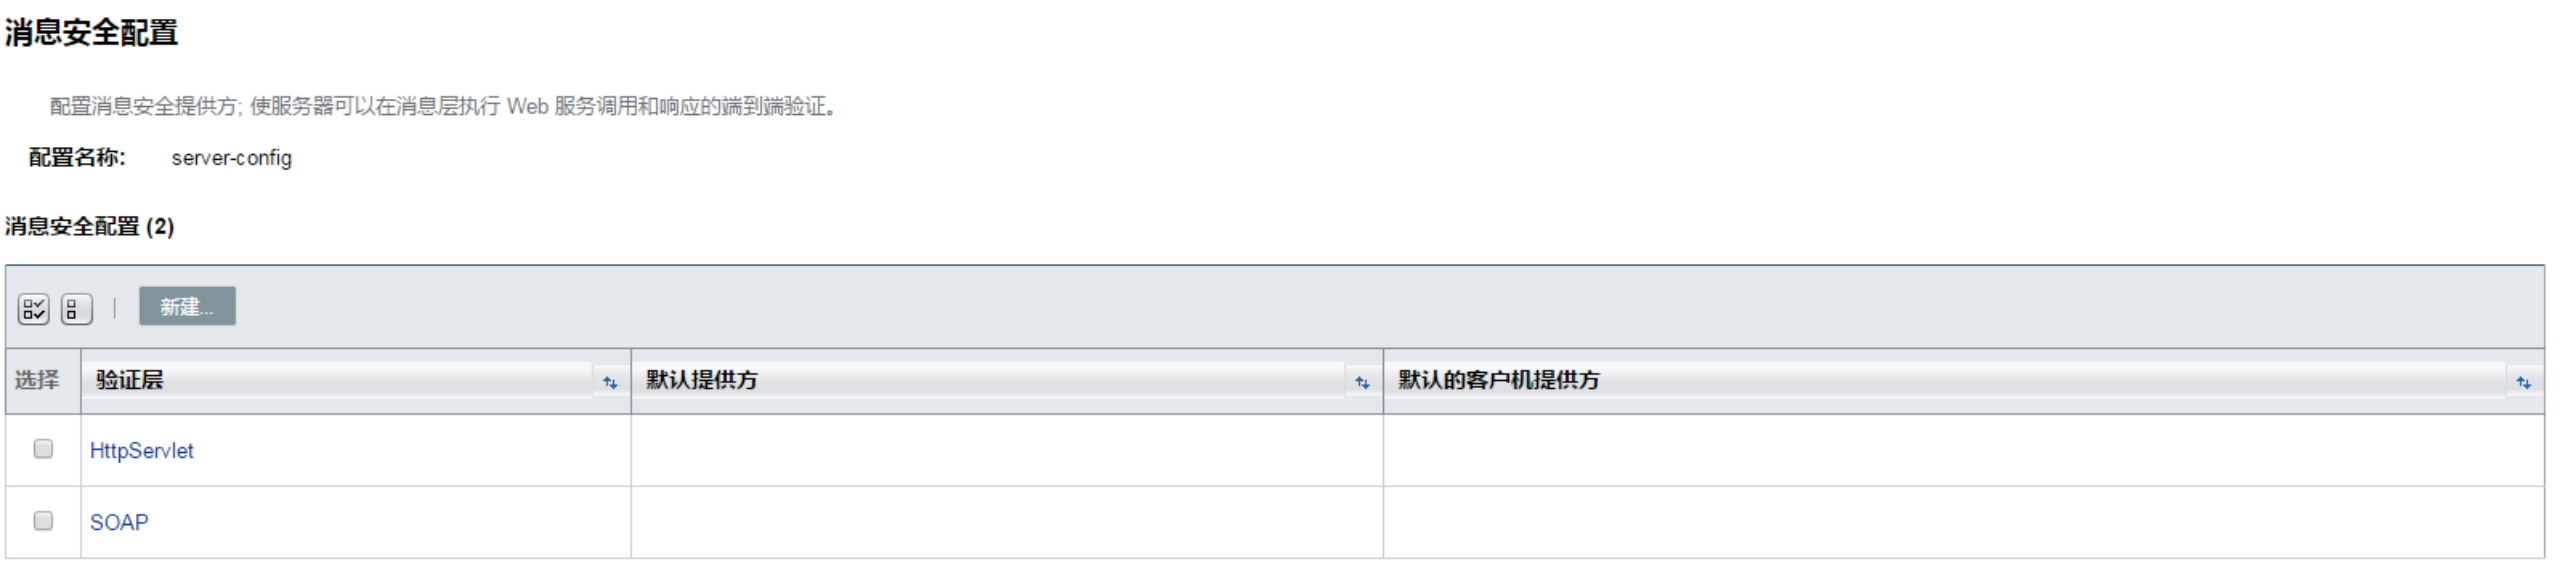 消息安全配置
配置消息安全提供方; 使服务器可以在消息层执行 Web 服务调用和响应的端到端验证。
配置名称: server-config
消息安全配置 (2)
新建...
选择 验证层 默认提供方 默认的客户机提供方
HttpServlet
SOAP